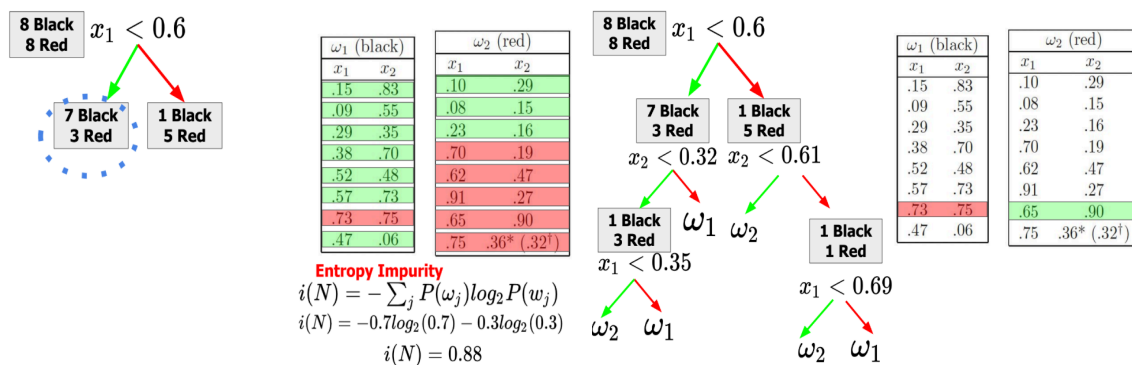 8 Black
8 Red
x₁ < 0.6
7 Black
3 Red
1 Black
5 Red
ω₁ (black)
x₁ x₂
.15 .83
.09 .55
.29 .35
.38 .70
.52 .48
.57 .73
.73 .75
.47 .06
ω₂ (red)
x₁ x₂
.10 .29
.08 .15
.23 .16
.70 .19
.62 .47
.91 .27
.65 .90
.75 .36* (.32†)
Entropy Impurity
i(N) = −∑ⱼ P(ωⱼ)log₂P(wⱼ)
i(N) = −0.7log₂(0.7) − 0.3log₂(0.3)
i(N) = 0.88
8 Black
8 Red
x₁ < 0.6
7 Black
3 Red
1 Black
5 Red
x₂ < 0.32
x₂ < 0.61
1 Black
3 Red
ω₁
ω₂
1 Black
1 Red
x₁ < 0.35
x₁ < 0.69
ω₂
ω₁
ω₂
ω₁
ω₁ (black)
x₁ x₂
.15 .83
.09 .55
.29 .35
.38 .70
.52 .48
.57 .73
.73 .75
.47 .06
ω₂ (red)
x₁ x₂
.10 .29
.08 .15
.23 .16
.70 .19
.62 .47
.91 .27
.65 .90
.75 .36* (.32†)